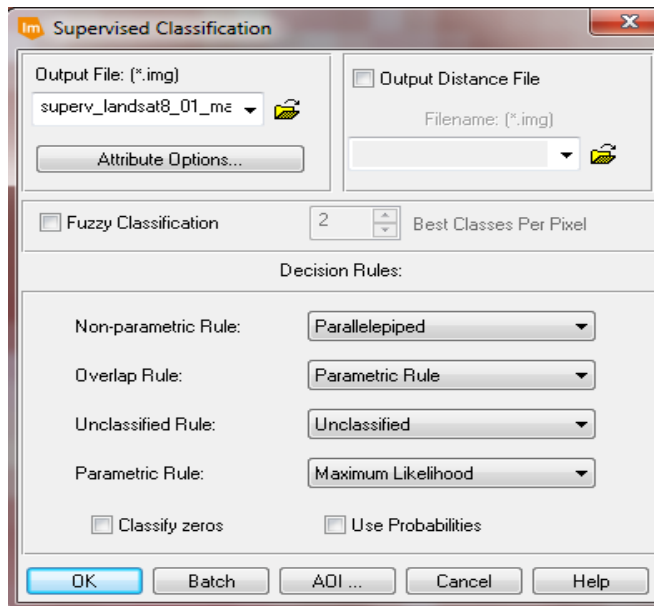 Im Supervised Classification
Output File: (*.img)
superv_landsat8_01_ma
Attribute Options...
Output Distance File
Filename: (*.img)
Fuzzy Classification 2 Best Classes Per Pixel
Decision Rules:
Non-parametric Rule: Parallelepiped
Overlap Rule: Parametric Rule
Unclassified Rule: Unclassified
Parametric Rule: Maximum Likelihood
Classify zeros Use Probabilities
OK Batch AOI ... Cancel Help